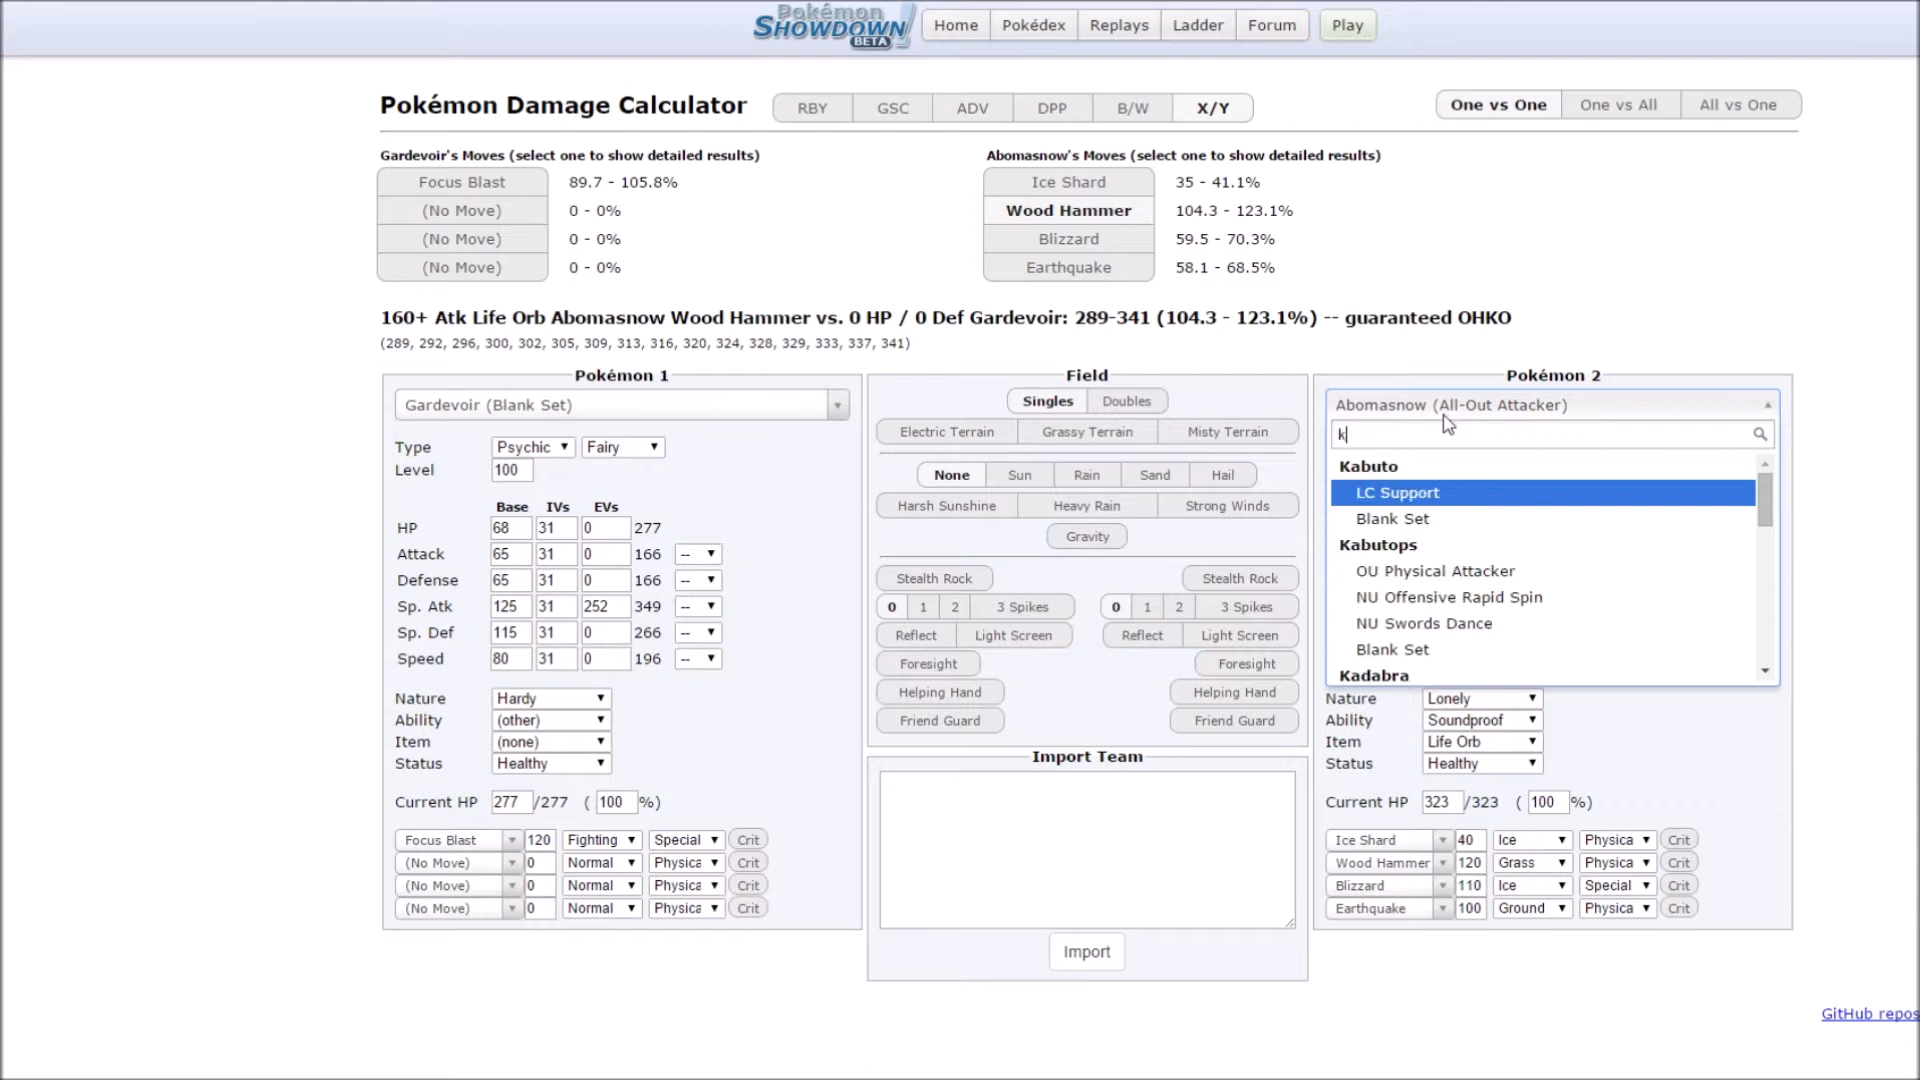 Pokémon
SHOWDOWN!
BETA
Home Pokédex Replays Ladder Forum Play
Pokémon Damage Calculator RBY GSC ADV DPP B/W X/Y One vs One One vs All All vs One
Gardevoir's Moves (select one to show detailed results)
Focus Blast 89.7 - 105.8%
(No Move) 0 - 0%
(No Move) 0 - 0%
(No Move) 0 - 0%
Abomasnow's Moves (select one to show detailed results)
Ice Shard 35 - 41.1%
Wood Hammer 104.3 - 123.1%
Blizzard 59.5 - 70.3%
Earthquake 58.1 - 68.5%
160+ Atk Life Orb Abomasnow Wood Hammer vs. 0 HP / 0 Def Gardevoir: 289-341 (104.3 - 123.1%) -- guaranteed OHKO
(289, 292, 296, 300, 302, 305, 309, 313, 316, 320, 324, 328, 329, 333, 337, 341)
Pokémon 1
Gardevoir (Blank Set)
Type Psychic Fairy
Level 100
Base IVs EVs
HP 68 31 0 277
Attack 65 31 0 166 --
Defense 65 31 0 166 --
Sp. Atk 125 31 252 349 --
Sp. Def 115 31 0 266 --
Speed 80 31 0 196 --
Nature Hardy
Ability (other)
Item (none)
Status Healthy
Current HP 277 /277 ( 100 %)
Focus Blast 120 Fighting Special Crit
(No Move) 0 Normal Physica Crit
(No Move) 0 Normal Physica Crit
(No Move) 0 Normal Physica Crit
Field
Singles Doubles
Electric Terrain Grassy Terrain Misty Terrain
None Sun Rain Sand Hail
Harsh Sunshine Heavy Rain Strong Winds
Gravity
Stealth Rock Stealth Rock
0 1 2 3 Spikes 0 1 2 3 Spikes
Reflect Light Screen Reflect Light Screen
Foresight Foresight
Helping Hand Helping Hand
Friend Guard Friend Guard
Import Team
Import
Pokémon 2
Abomasnow (All-Out Attacker)
k
Kabuto
LC Support
Blank Set
Kabutops
OU Physical Attacker
NU Offensive Rapid Spin
NU Swords Dance
Blank Set
Kadabra
Nature Lonely
Ability Soundproof
Item Life Orb
Status Healthy
Current HP 323 /323 ( 100 %)
Ice Shard 40 Ice Physica Crit
Wood Hammer 120 Grass Physica Crit
Blizzard 110 Ice Special Crit
Earthquake 100 Ground Physica Crit
GitHub repos